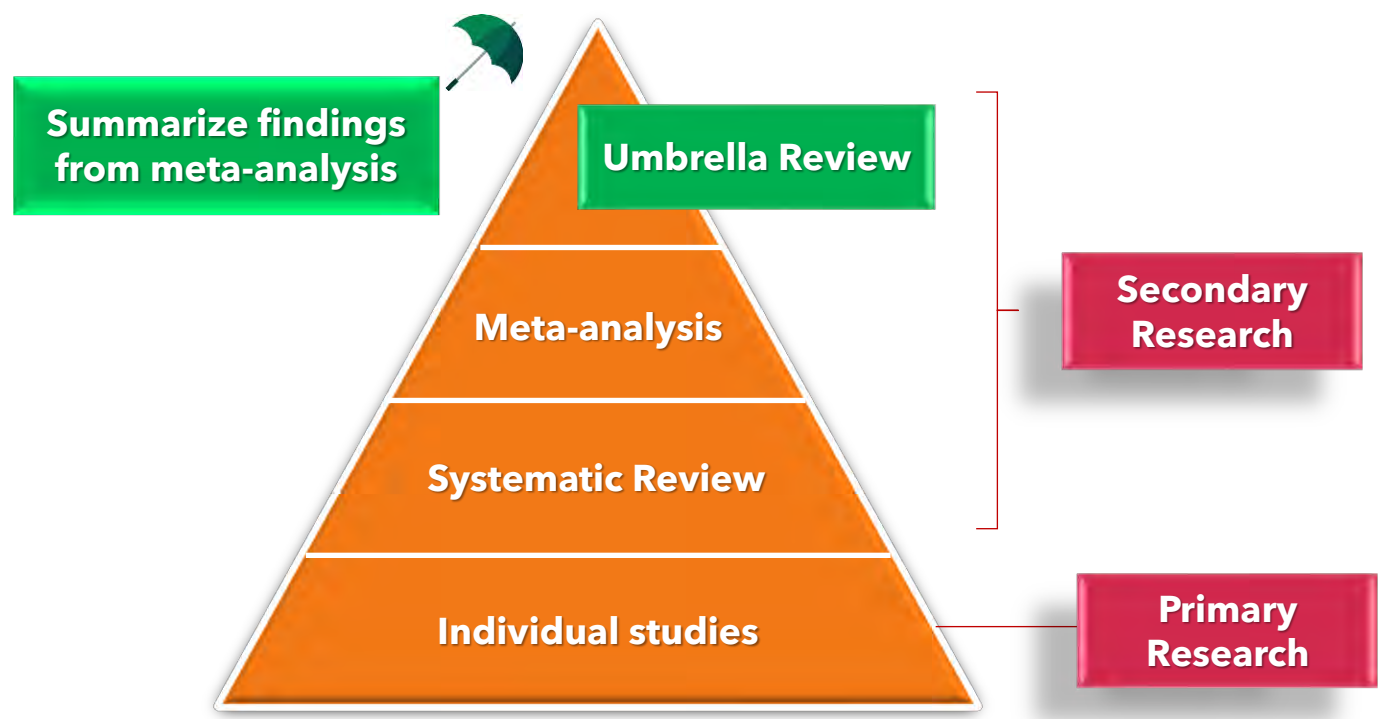 Summarize findings
from meta-analysis
Umbrella Review
Meta-analysis
Systematic Review
Individual studies
Secondary
Research
Primary
Research